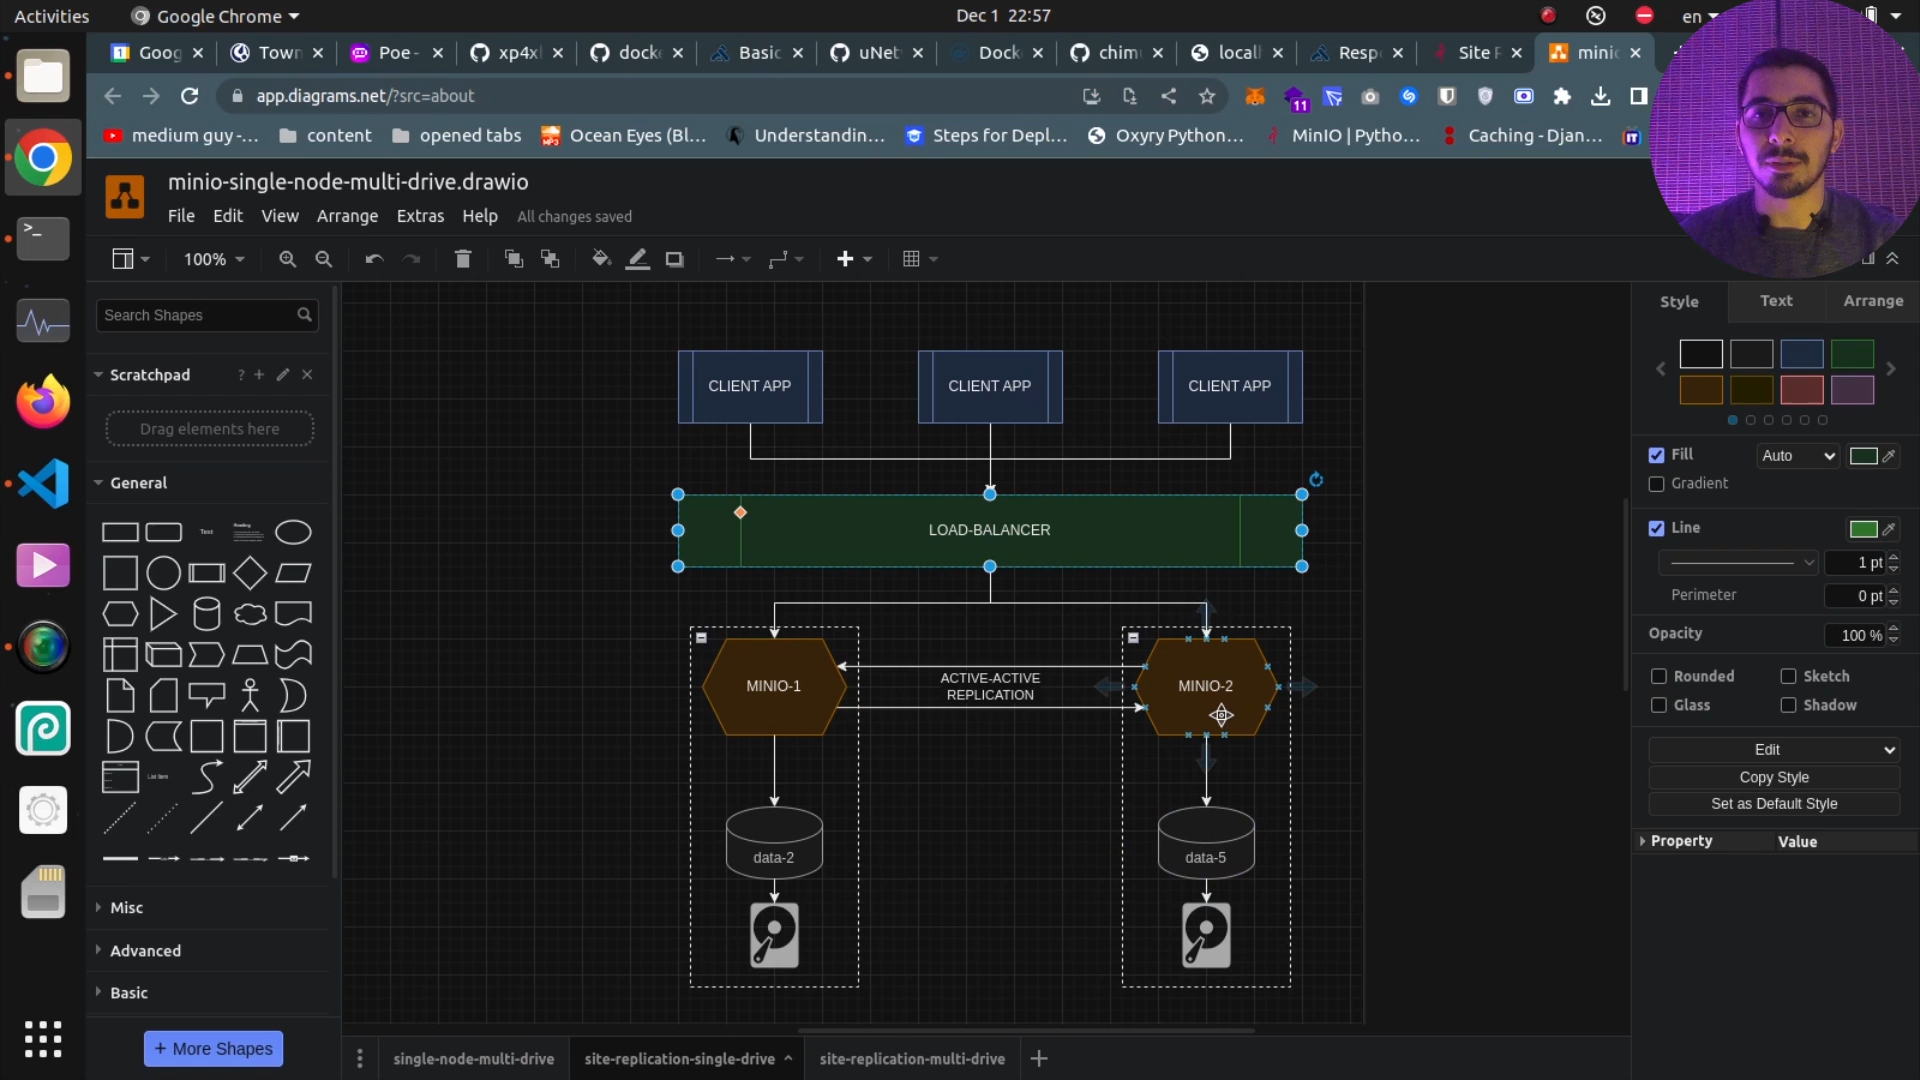 Activities
Google Chrome
Dec 1 22:57
en
Goog
Town
Poe -
xp4xl
docke
Basic
uNet
Dock
chim
local
Resp
Site
minic
app.diagrams.net/?src=about
11
medium guy -...
content
opened tabs
Ocean Eyes (Bl...
Understandin...
Steps for Depl...
Oxyry Python...
MinIO | Pytho...
Caching - Djan...
minio-single-node-multi-drive.drawio
File Edit View Arrange Extras Help All changes saved
100%
Search Shapes
Scratchpad
Drag elements here
General
Text
Heading
List Item
Misc
Advanced
Basic
+ More Shapes
CLIENT APP
CLIENT APP
CLIENT APP
LOAD-BALANCER
MINIO-1
ACTIVE-ACTIVE
REPLICATION
MINIO-2
data-2
data-5
single-node-multi-drive
site-replication-single-drive
site-replication-multi-drive
Style Text Arrange
Fill Auto
Gradient
Line
1 pt
Perimeter 0 pt
Opacity 100 %
Rounded Sketch
Glass Shadow
Edit
Copy Style
Set as Default Style
Property Value